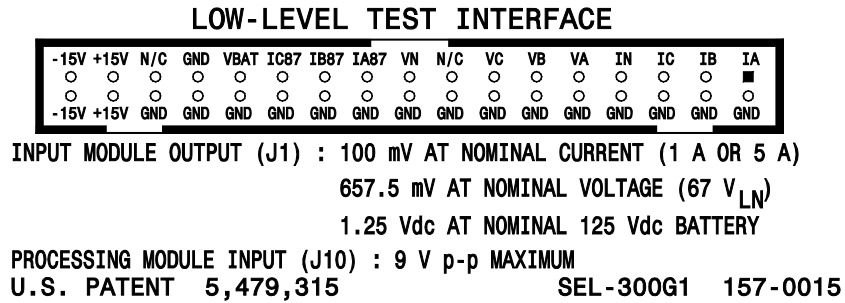 LOW-LEVEL TEST INTERFACE
-15V +15V N/C GND VBAT IC87 IB87 IA87 VN N/C VC VB VA IN IC IB IA
-15V +15V GND GND GND GND GND GND GND GND GND GND GND GND GND GND GND
INPUT MODULE OUTPUT (J1) : 100 mV AT NOMINAL CURRENT (1 A OR 5 A)
657.5 mV AT NOMINAL VOLTAGE (67 VLN)
1.25 Vdc AT NOMINAL 125 Vdc BATTERY
PROCESSING MODULE INPUT (J10) : 9 V p-p MAXIMUM
U.S. PATENT 5,479,315 SEL-300G1 157-0015